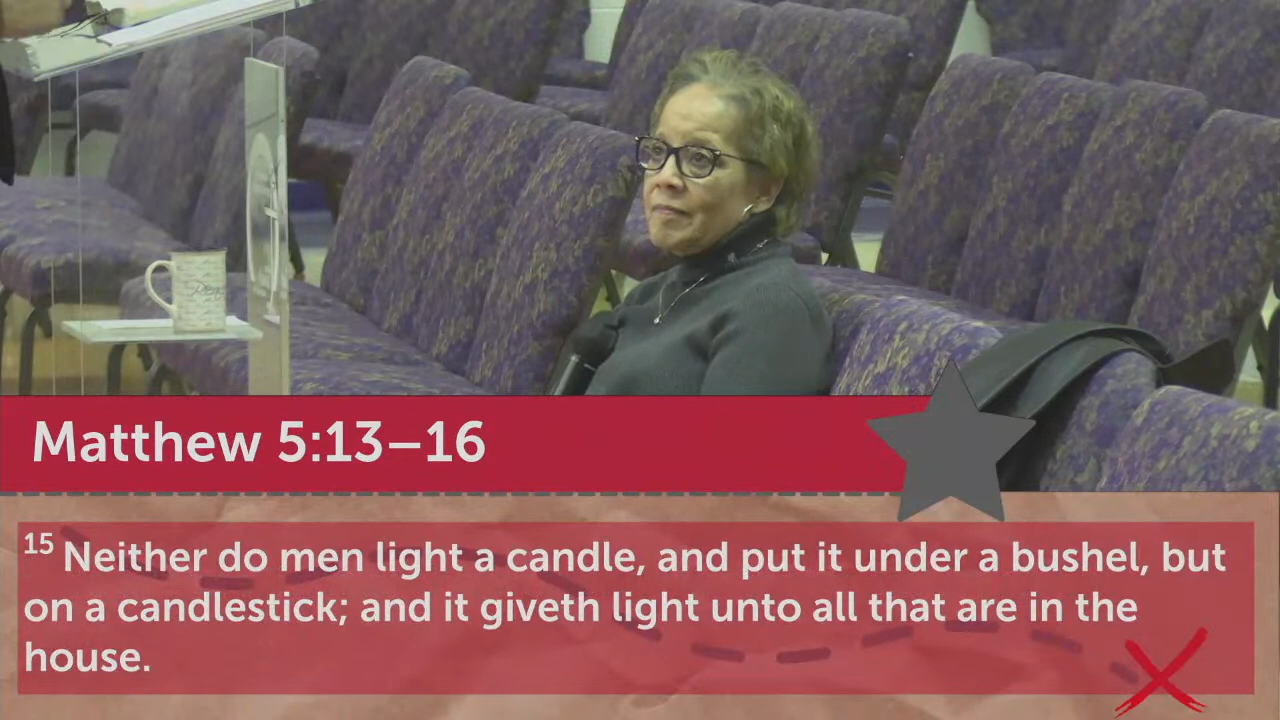 Matthew 5:13–16
15 Neither do men light a candle, and put it under a bushel, but
on a candlestick; and it giveth light unto all that are in the
house.